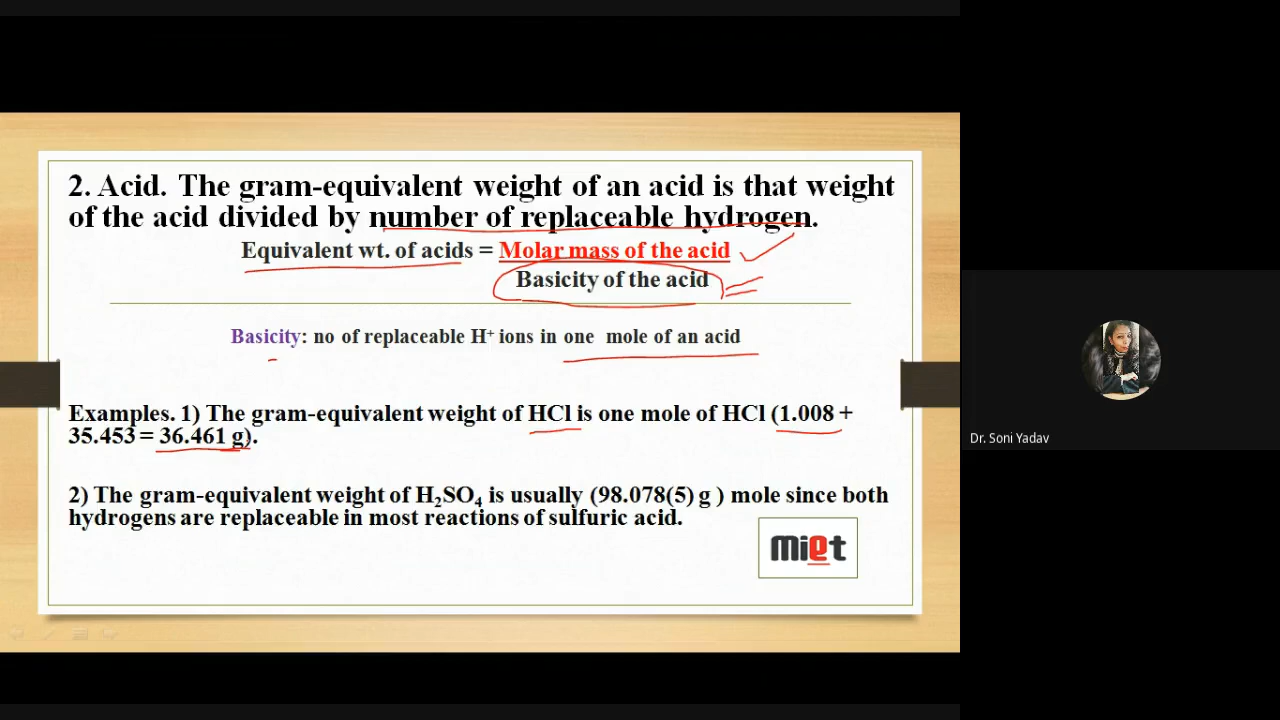 2. Acid. The gram-equivalent weight of an acid is that weight
of the acid divided by number of replaceable hydrogen.
Equivalent wt. of acids = Molar mass of the acid
Basicity of the acid
Basicity: no of replaceable H⁺ ions in one mole of an acid
Examples. 1) The gram-equivalent weight of HCl is one mole of HCl (1.008 +
35.453 = 36.461 g).
2) The gram-equivalent weight of H₂SO₄ is usually (98.078(5) g ) mole since both
hydrogens are replaceable in most reactions of sulfuric acid.
miet
Dr. Soni Yadav